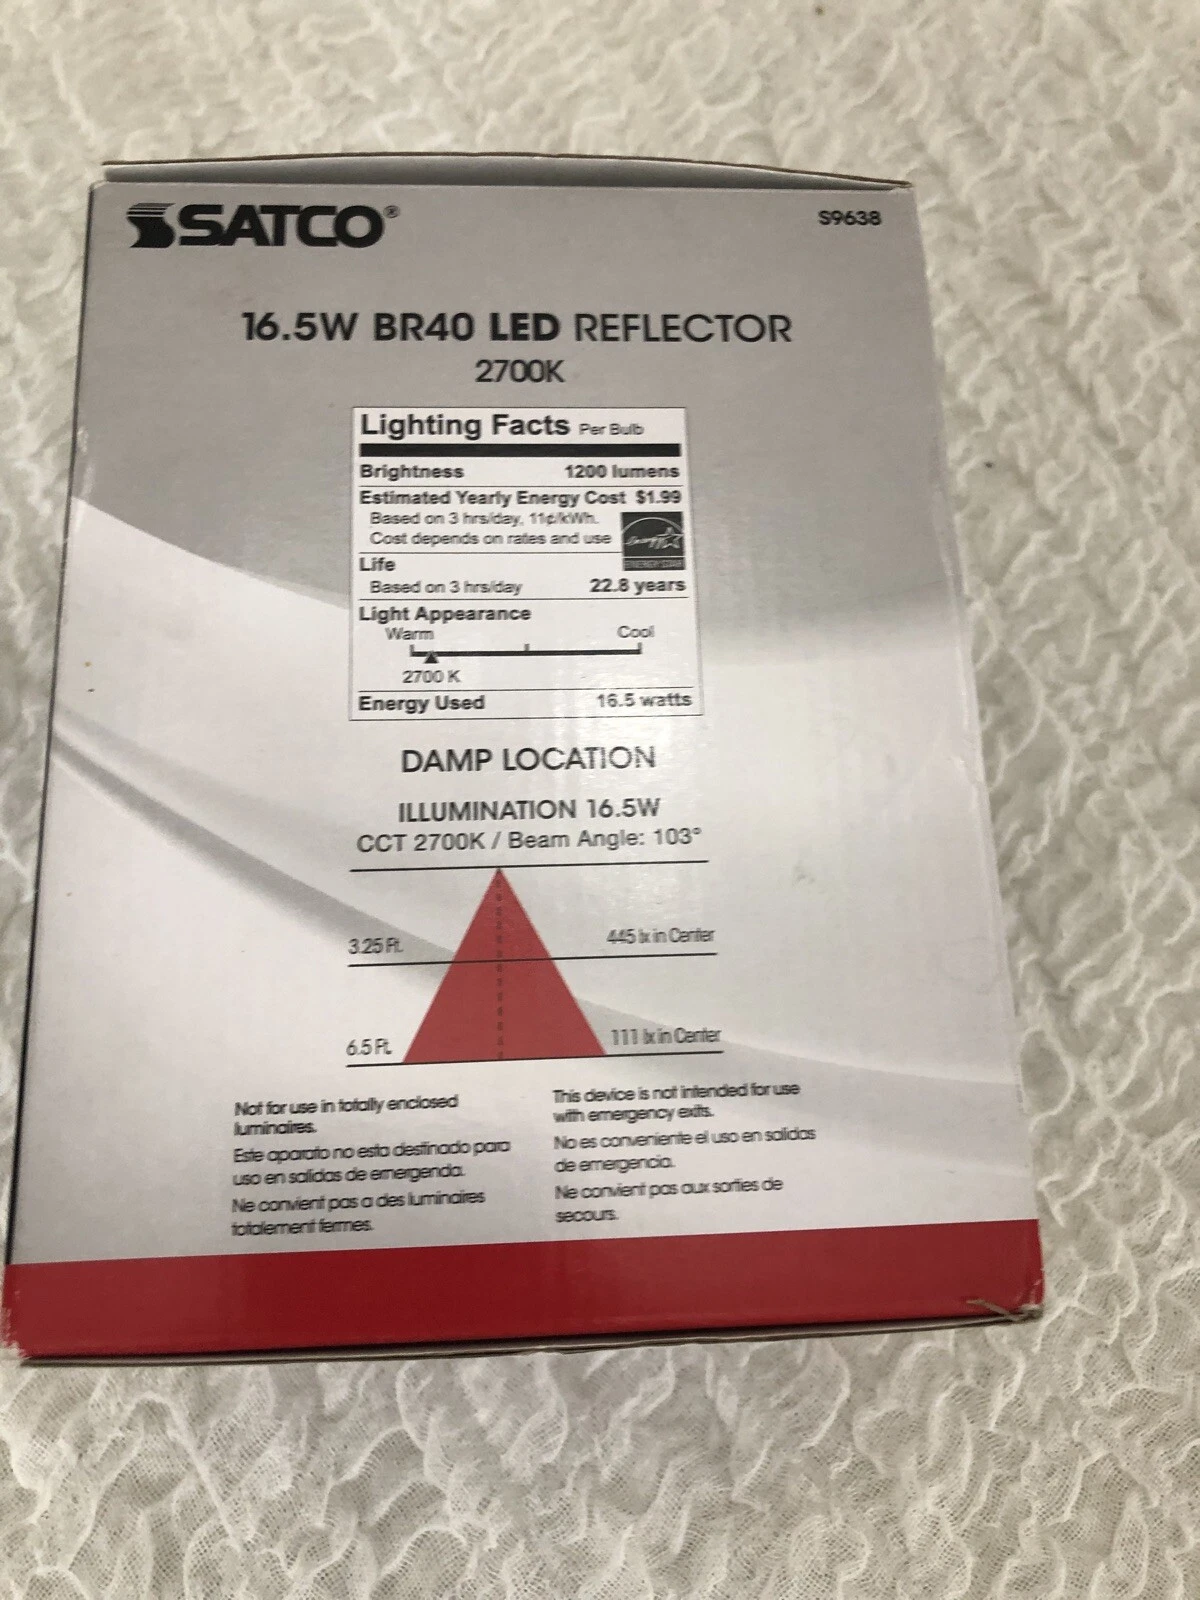 SATCO®
S9638
16.5W BR40 LED REFLECTOR
2700K
Lighting Facts Per Bulb
Brightness 1200 lumens
Estimated Yearly Energy Cost $1.99
Based on 3 hrs/day, 11¢/kWh.
Cost depends on rates and use
ENERGY STAR
Life
Based on 3 hrs/day 22.8 years
Light Appearance
Warm Cool
2700 K
Energy Used 16.5 watts
DAMP LOCATION
ILLUMINATION 16.5W
CCT 2700K / Beam Angle: 103°
3.25 Ft. 445 lx in Center
6.5 Ft. 111 lx in Center
Not for use in totally enclosed
luminaires.
Este aparato no esta destinado para
uso en salidas de emergenda.
Ne convient pas a des luminaires
totalement fermes.
This device is not intended for use
with emergency exits.
No es conveniente el uso en salidas
de emergencia.
Ne convient pas aux sorties de
secours.